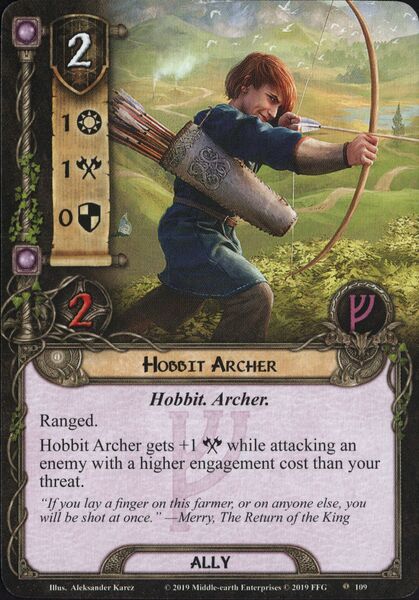 2
1
1
0
2
Hobbit Archer
Hobbit. Archer.
Ranged.
Hobbit Archer gets +1 while attacking an
enemy with a higher engagement cost than your
threat.
"If you lay a finger on this farmer, or on anyone else, you
will be shot at once." —Merry, The Return of the King
ALLY
Illus. Aleksander Karcz © 2019 Middle-earth Enterprises © 2019 FFG 109